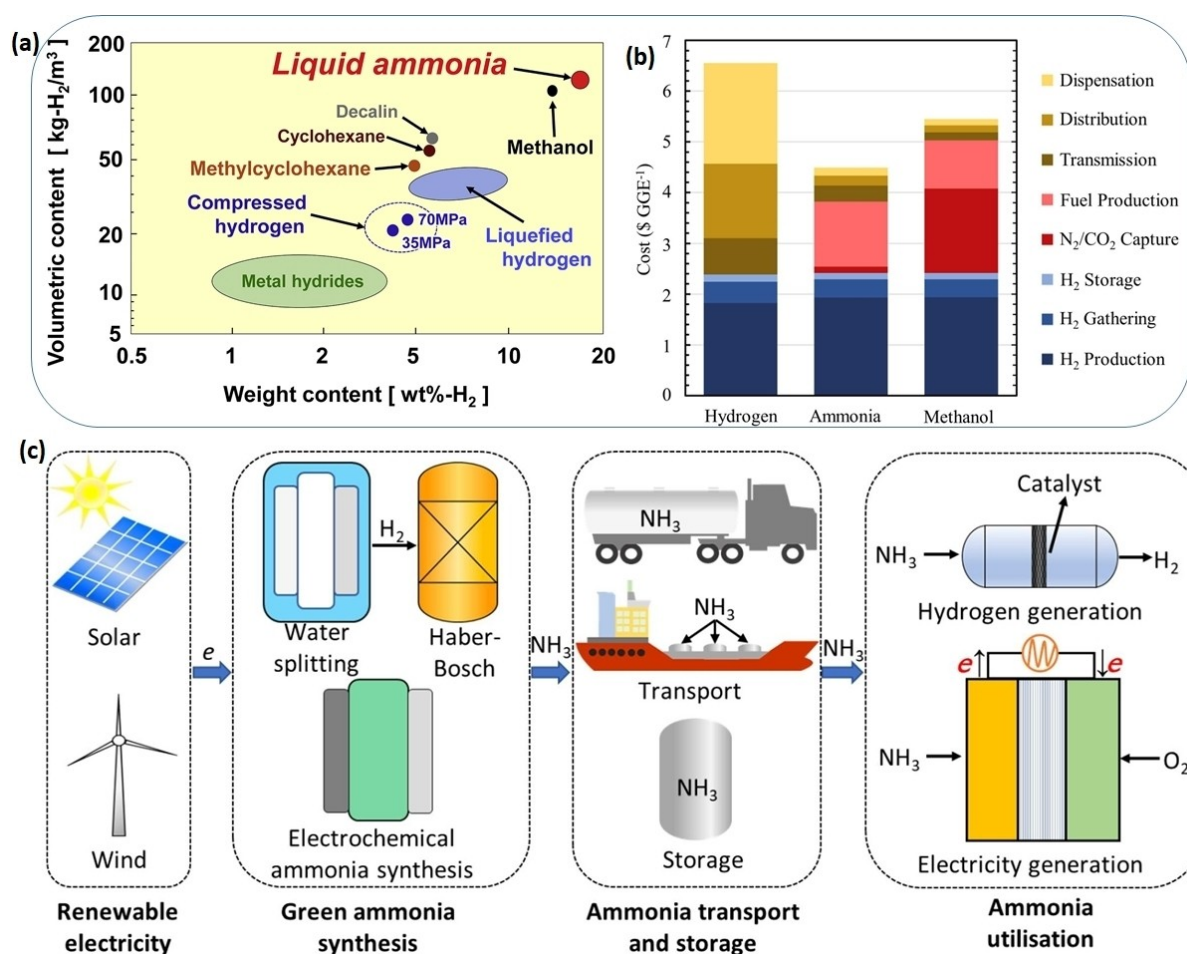 (a)
200
100
50
20
10
5
0.5
1
2
5
10
20
Volumetric content [ kg-H₂/m³ ]
Weight content [ wt%-H₂ ]
Liquid ammonia
Decalin
Cyclohexane
Methylcyclohexane
Methanol
Compressed
hydrogen
70MPa
35MPa
Liquefied
hydrogen
Metal hydrides
(b)
7
6
5
4
3
2
1
0
Cost ($ GGE⁻¹)
Hydrogen
Ammonia
Methanol
Dispensation
Distribution
Transmission
Fuel Production
N₂/CO₂ Capture
H₂ Storage
H₂ Gathering
H₂ Production
(c)
Solar
Wind
Renewable
electricity
e
H₂
Water
splitting
Haber-
Bosch
Electrochemical
ammonia synthesis
Green ammonia
synthesis
NH₃
NH₃
NH₃
Transport
NH₃
Storage
Ammonia transport
and storage
NH₃
Catalyst
NH₃
H₂
Hydrogen generation
e
e
NH₃
O₂
Electricity generation
Ammonia
utilisation